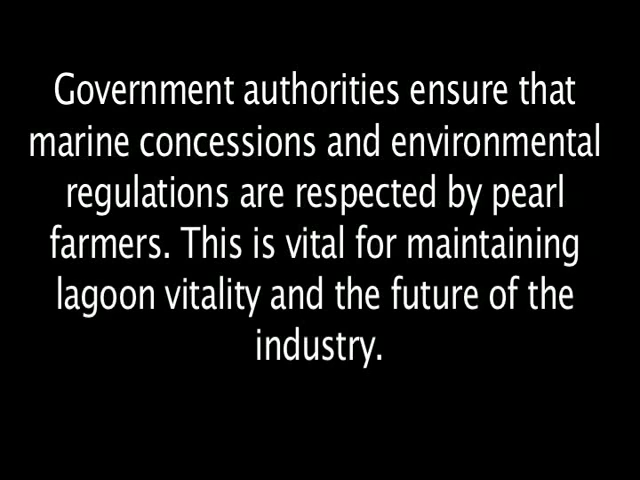 Government authorities ensure that
marine concessions and environmental
regulations are respected by pearl
farmers. This is vital for maintaining
lagoon vitality and the future of the
industry.